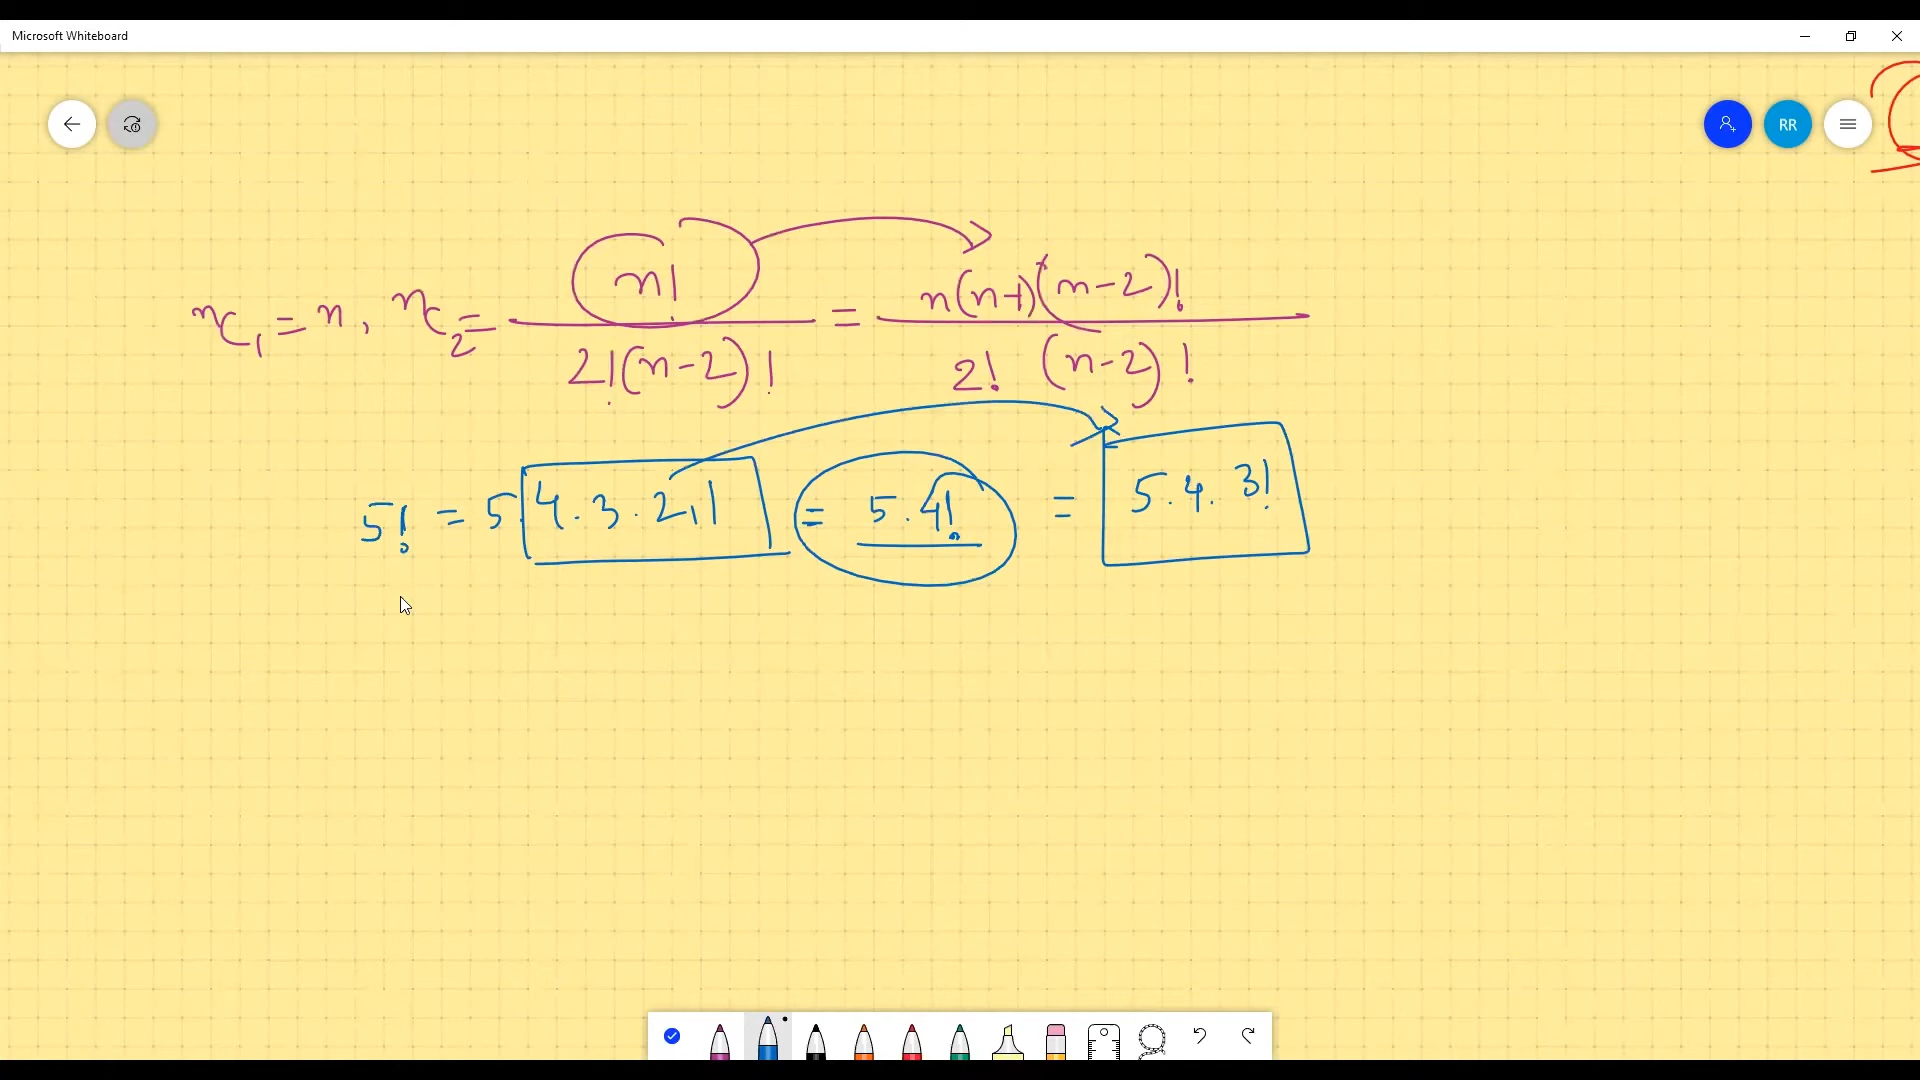 Microsoft Whiteboard
RR
nC₁ = n, nC₂ = n! / 2!(n-2)! = n(n-1)(n-2)! / 2! (n-2)!
5! = 5.4.3.2.1 = 5.4! = 5.4.3!